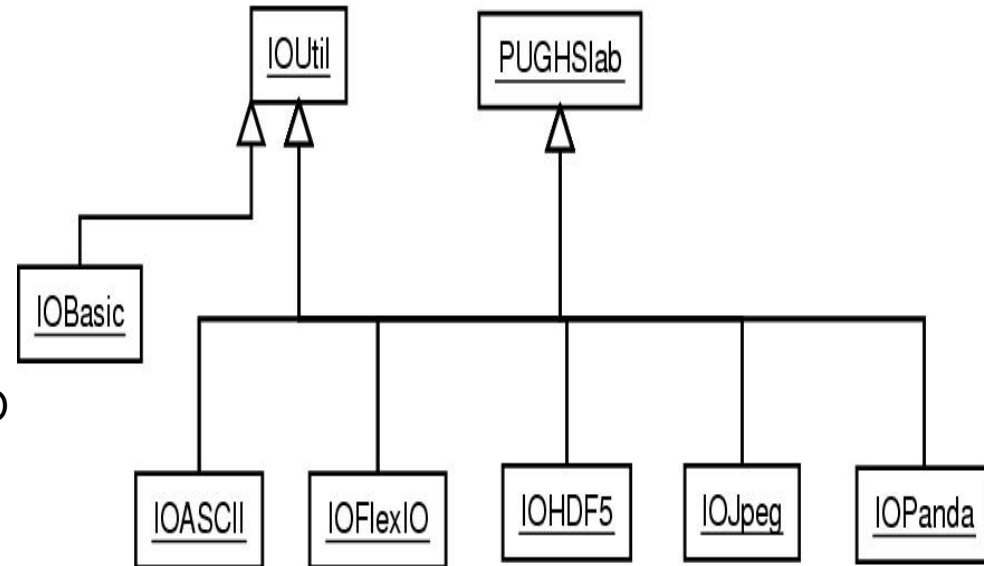 IOUtil
PUGHSlab
IOBasic
IOASCII
IOFlexIO
IOHDF5
IOJpeg
IOPanda